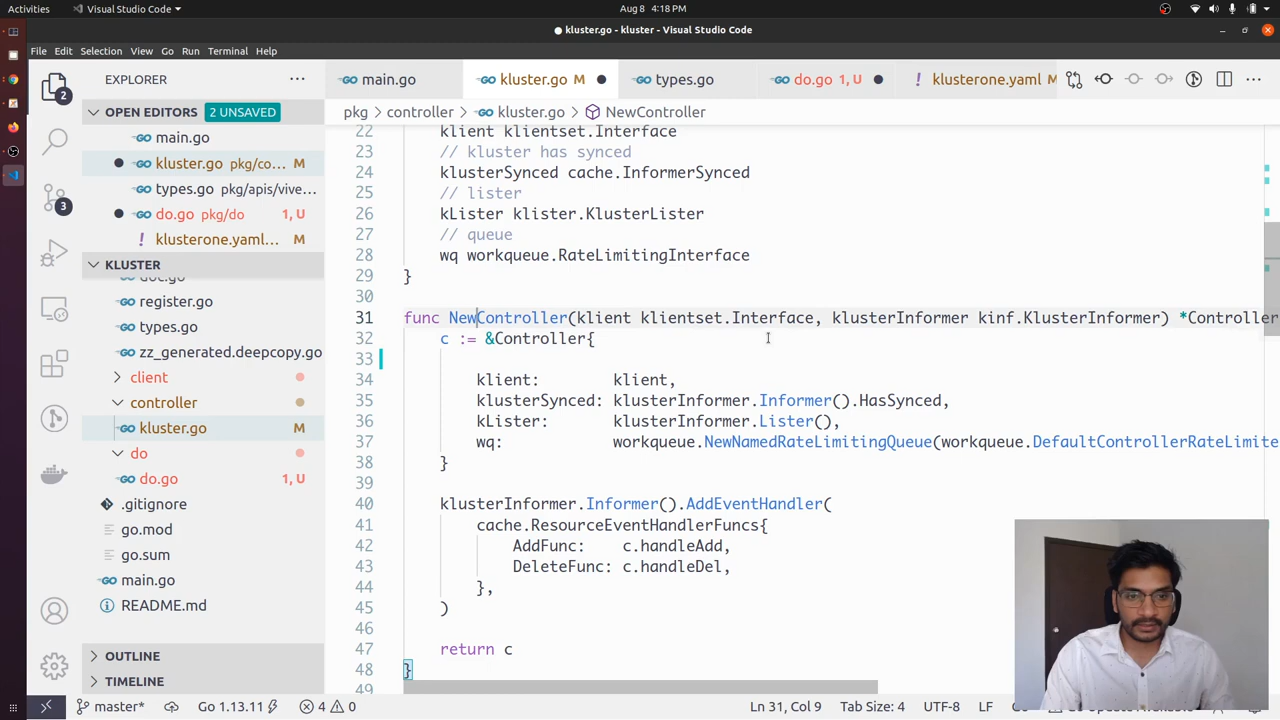 Activities
Visual Studio Code
Aug 8 4:18 PM
kluster.go - kluster - Visual Studio Code
File Edit Selection View Go Run Terminal Help
EXPLORER
main.go
kluster.go M
types.go
do.go 1, U
klusterone.yaml M
OPEN EDITORS 2 UNSAVED
pkg > controller > kluster.go > NewController
main.go
kluster.go pkg/co... M
types.go pkg/apis/vive...
do.go pkg/do 1, U
klusterone.yaml... M
KLUSTER
register.go
types.go
zz_generated.deepcopy.go
client
controller
kluster.go M
do
do.go 1, U
.gitignore
go.mod
go.sum
main.go
README.md
OUTLINE
TIMELINE
2
3
22 klient klientset.Interface
23 // kluster has synced
24 klusterSynced cache.InformerSynced
25 // lister
26 kLister klister.KlusterLister
27 // queue
28 wq workqueue.RateLimitingInterface
29 }
30
31 func NewController(klient klientset.Interface, klusterInformer kinf.KlusterInformer) *Controller
32 c := &Controller{
33
34 klient: klient,
35 klusterSynced: klusterInformer.Informer().HasSynced,
36 kLister: klusterInformer.Lister(),
37 wq: workqueue.NewNamedRateLimitingQueue(workqueue.DefaultControllerRateLimite
38 }
39
40 klusterInformer.Informer().AddEventHandler(
41 cache.ResourceEventHandlerFuncs{
42 AddFunc: c.handleAdd,
43 DeleteFunc: c.handleDel,
44 },
45 )
46
47 return c
48 }
49
master* Go 1.13.11 4 0 Ln 31, Col 9 Tab Size: 4 UTF-8 LF